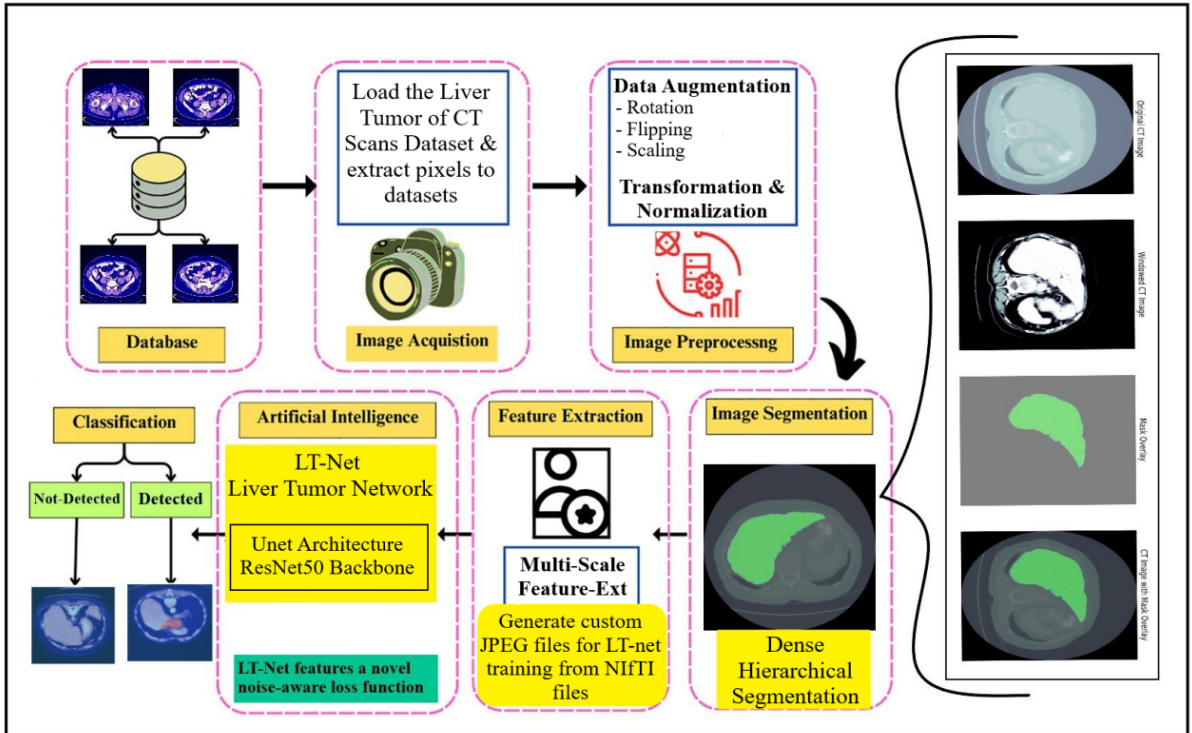 Database
Load the Liver
Tumor of CT
Scans Dataset &
extract pixels to
datasets
Image Acquistion
Data Augmentation
- Rotation
- Flipping
- Scaling
Transformation &
Normalization
Image Preprocessng
Image Segmentation
Dense
Hierarchical
Segmentation
Feature Extraction
Multi-Scale
Feature-Ext
Generate custom
JPEG files for LT-net
training from NIfTI
files
Artificial Intelligence
LT-Net
Liver Tumor Network
Unet Architecture
ResNet50 Backbone
LT-Net features a novel
noise-aware loss function
Classification
Not-Detected
Detected
Original CT Image
Windowed CT Image
Mask Overlay
CT Image with Mask Overlay